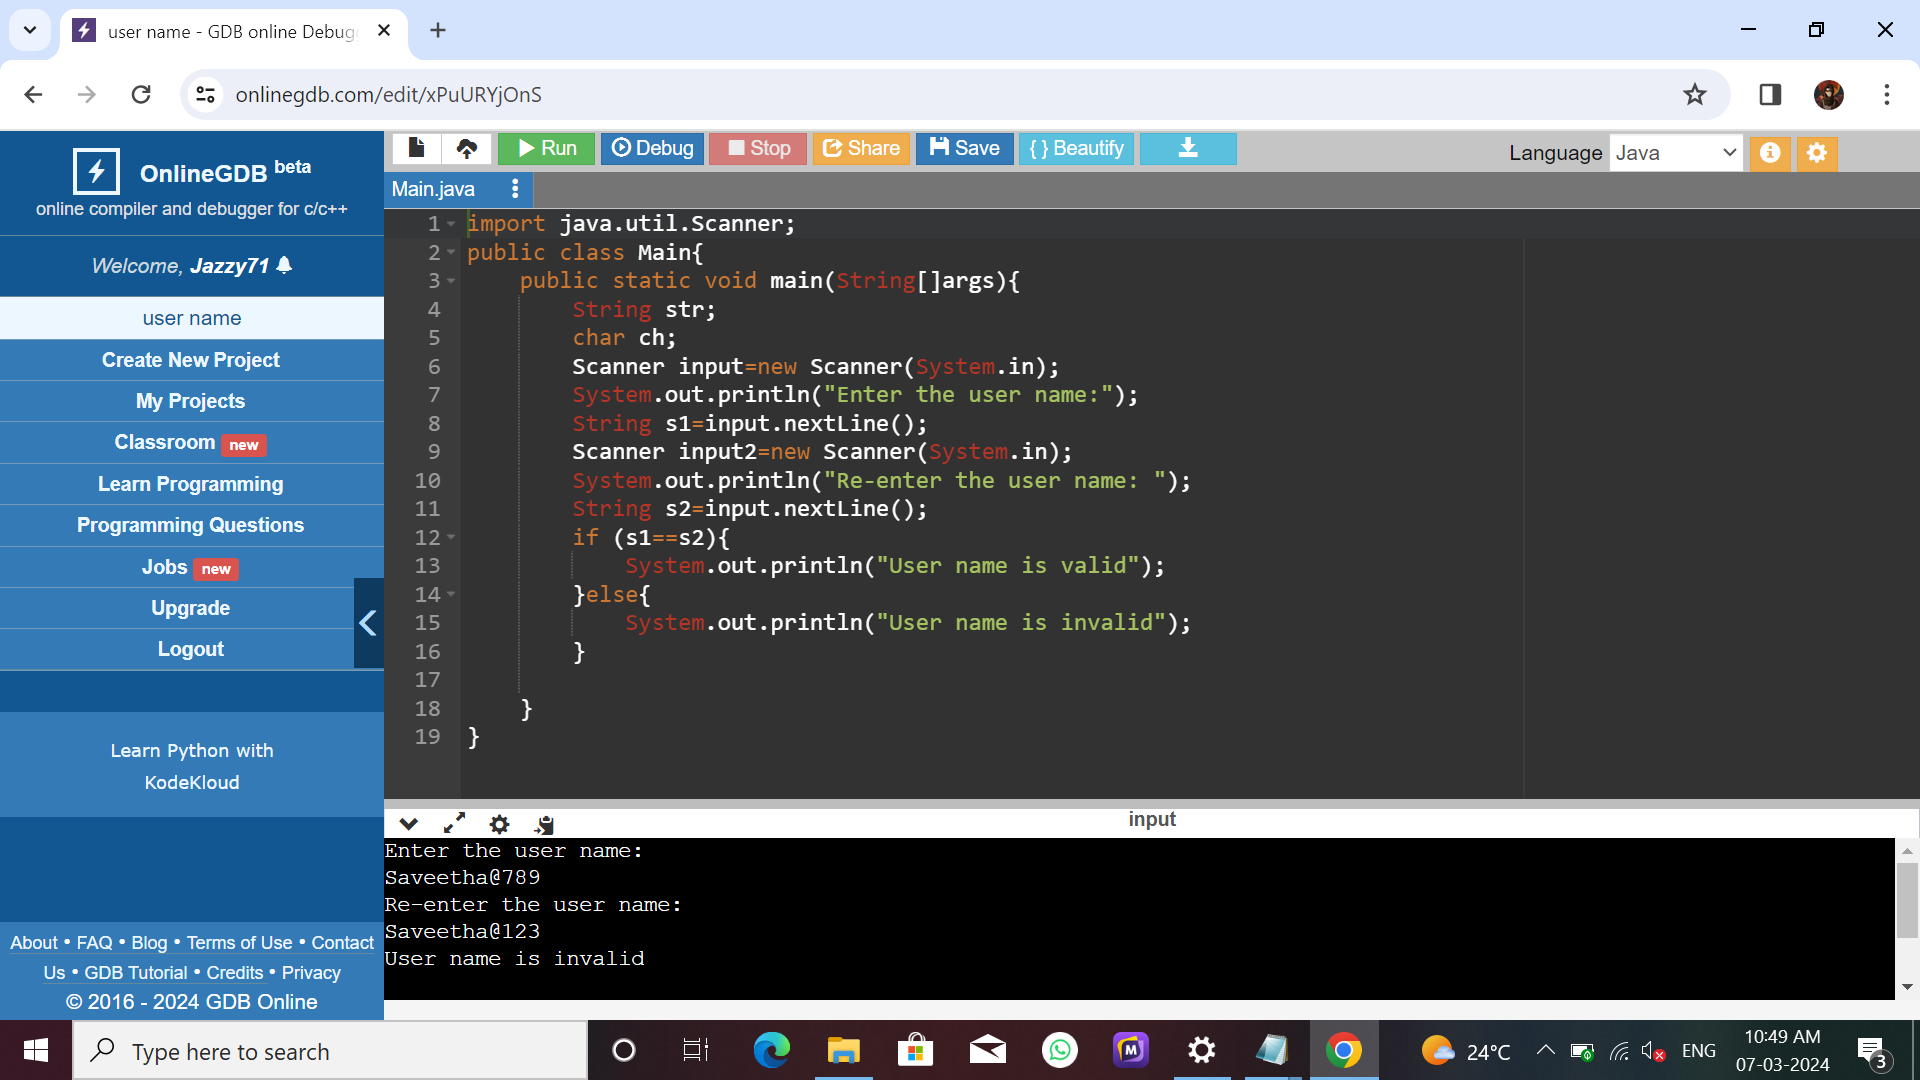 user name - GDB online Debug
onlinegdb.com/edit/xPuURYjOnS
OnlineGDB beta
online compiler and debugger for c/c++
Welcome, Jazzy71
user name
Create New Project
My Projects
Classroom new
Learn Programming
Programming Questions
Jobs new
Upgrade
Logout
Learn Python with
KodeKloud
About • FAQ • Blog • Terms of Use • Contact
Us • GDB Tutorial • Credits • Privacy
© 2016 - 2024 GDB Online
Run Debug Stop Share Save { } Beautify
Language Java
Main.java
1 import java.util.Scanner;
2 public class Main{
3     public static void main(String[]args){
4         String str;
5         char ch;
6         Scanner input=new Scanner(System.in);
7         System.out.println("Enter the user name:");
8         String s1=input.nextLine();
9         Scanner input2=new Scanner(System.in);
10         System.out.println("Re-enter the user name: ");
11         String s2=input.nextLine();
12         if (s1==s2){
13             System.out.println("User name is valid");
14         }else{
15             System.out.println("User name is invalid");
16         }
17
18     }
19 }
input
Enter the user name:
Saveetha@789
Re-enter the user name:
Saveetha@123
User name is invalid
Type here to search
24°C
ENG
10:49 AM
07-03-2024
3